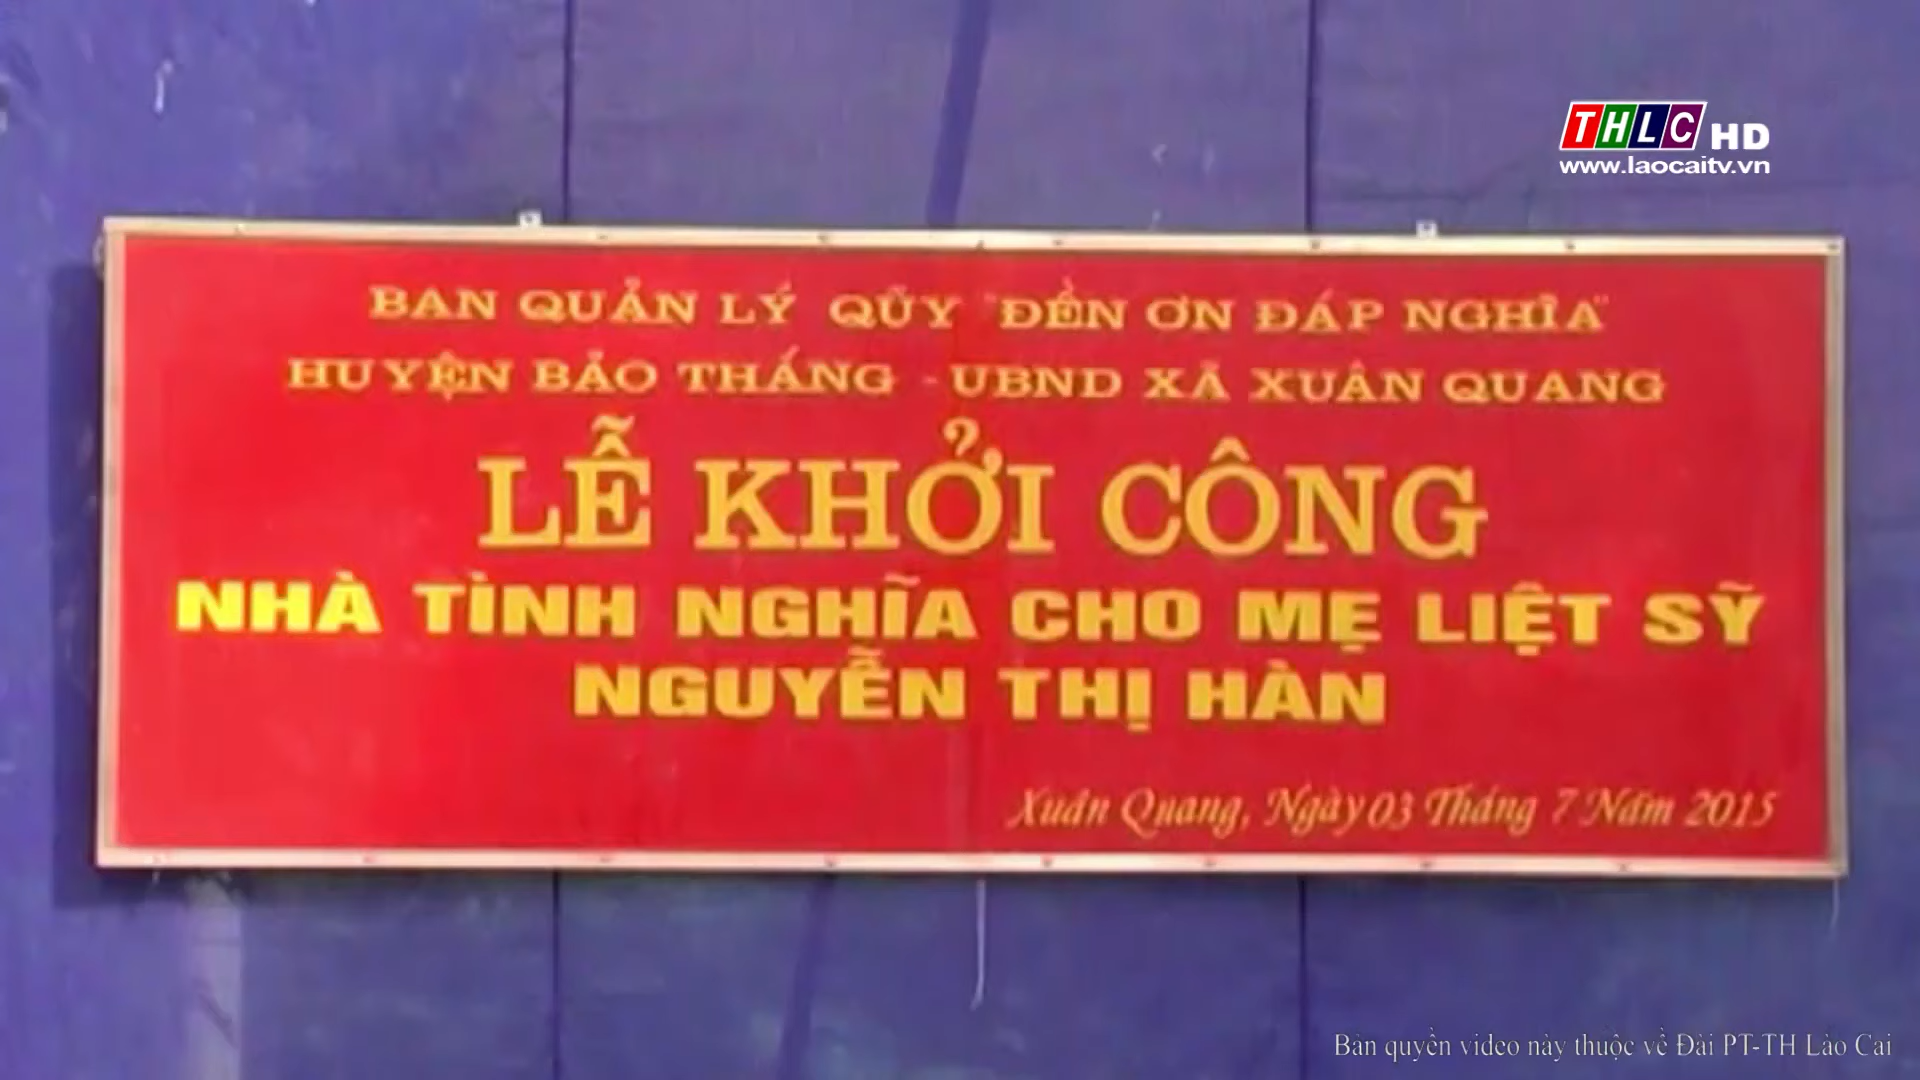 THLC HD
www.laocaitv.vn
BAN QUẢN LÝ QŨY "ĐỀN ƠN ĐÁP NGHĨA"
HUYỆN BẢO THẮNG - UBND XÃ XUÂN QUANG
LỄ KHỞI CÔNG
NHÀ TÌNH NGHĨA CHO MẸ LIỆT SỸ
NGUYỄN THỊ HÀN
Xuân Quang, Ngày 03 Tháng 7 Năm 2015
Bản quyền video này thuộc về Đài PT-TH Lào Cai